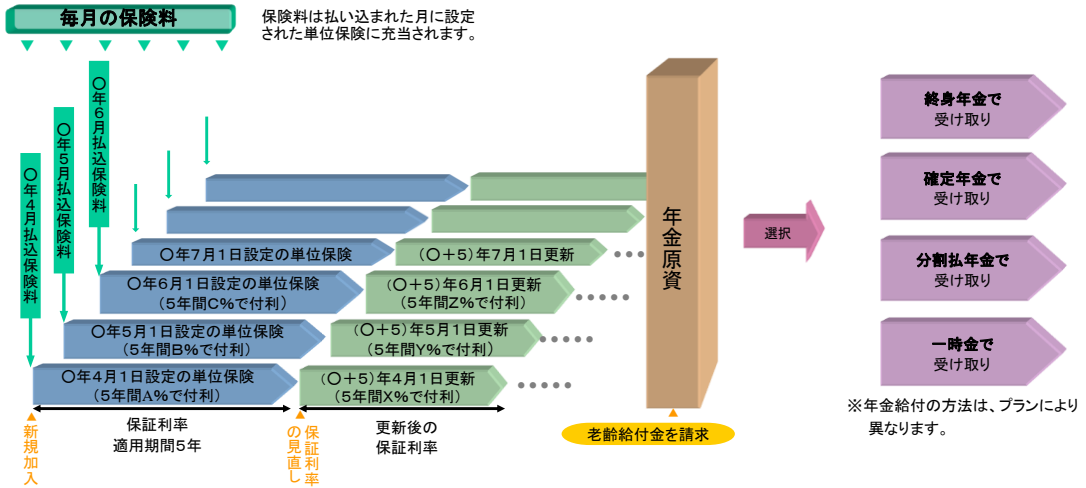 毎月の保険料
保険料は払い込まれた月に設定
された単位保険に充当されます。
〇年4月払込保険料
〇年5月払込保険料
〇年6月払込保険料
〇年7月1日設定の単位保険
(〇+5)年7月1日更新
〇年6月1日設定の単位保険
(5年間C%で付利)
(〇+5)年6月1日更新
(5年間Z%で付利)
〇年5月1日設定の単位保険
(5年間B%で付利)
(〇+5)年5月1日更新
(5年間Y%で付利)
〇年4月1日設定の単位保険
(5年間A%で付利)
(〇+5)年4月1日更新
(5年間X%で付利)
保証利率
適用期間5年
更新後の
保証利率
新規加入
保証利率
の見直し
年金原資
老齢給付金を請求
選択
終身年金で
受け取り
確定年金で
受け取り
分割払年金で
受け取り
一時金で
受け取り
※年金給付の方法は、プランにより
異なります。